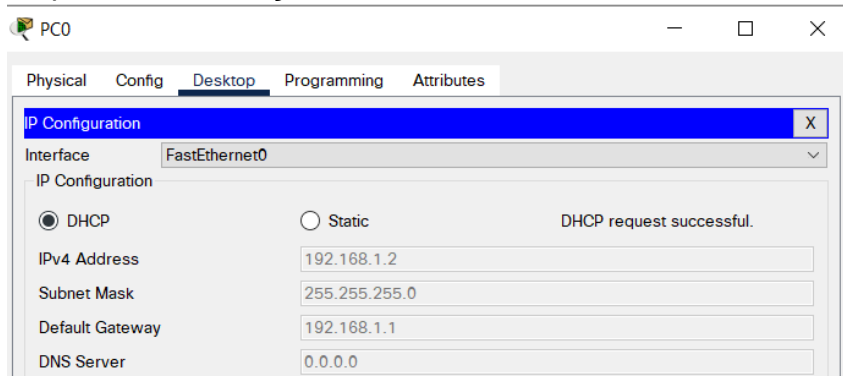 PC0
Physical Config Desktop Programming Attributes
IP Configuration X
Interface FastEthernet0
IP Configuration
DHCP Static DHCP request successful.
IPv4 Address 192.168.1.2
Subnet Mask 255.255.255.0
Default Gateway 192.168.1.1
DNS Server 0.0.0.0